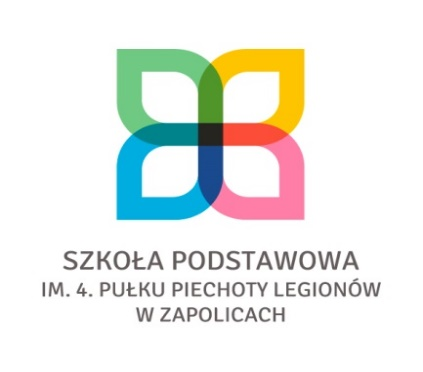 SZKOŁA PODSTAWOWA
IM. 4. PUŁKU PIECHOTY LEGIONÓW
W ZAPOLICACH